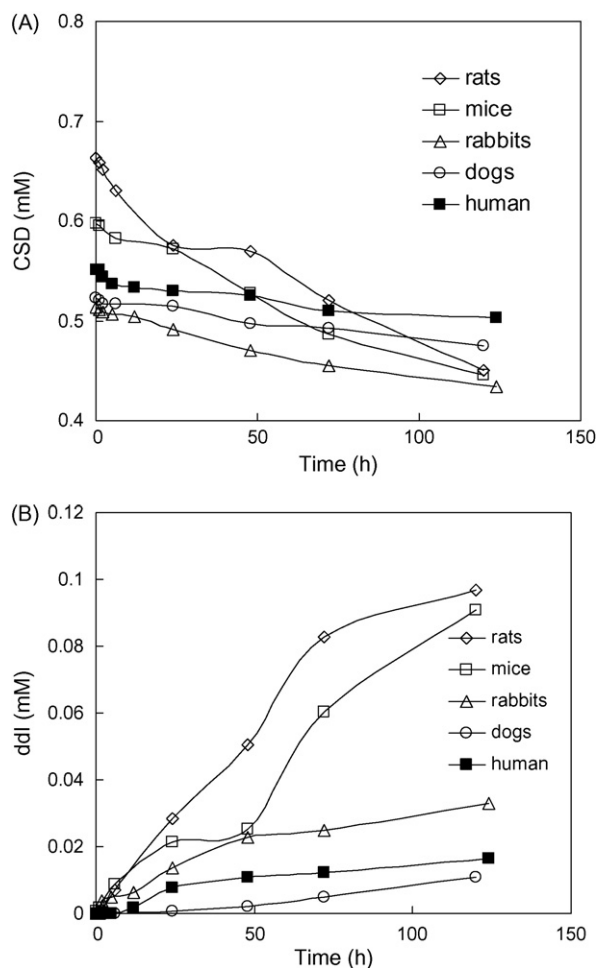 (A)
0.8
0.7
0.6
0.5
0.4
CSD (mM)
rats
mice
rabbits
dogs
human
0
50
100
150
Time (h)
(B)
0.12
0.1
0.08
0.06
0.04
0.02
0
ddI (mM)
rats
mice
rabbits
dogs
human
0
50
100
150
Time (h)